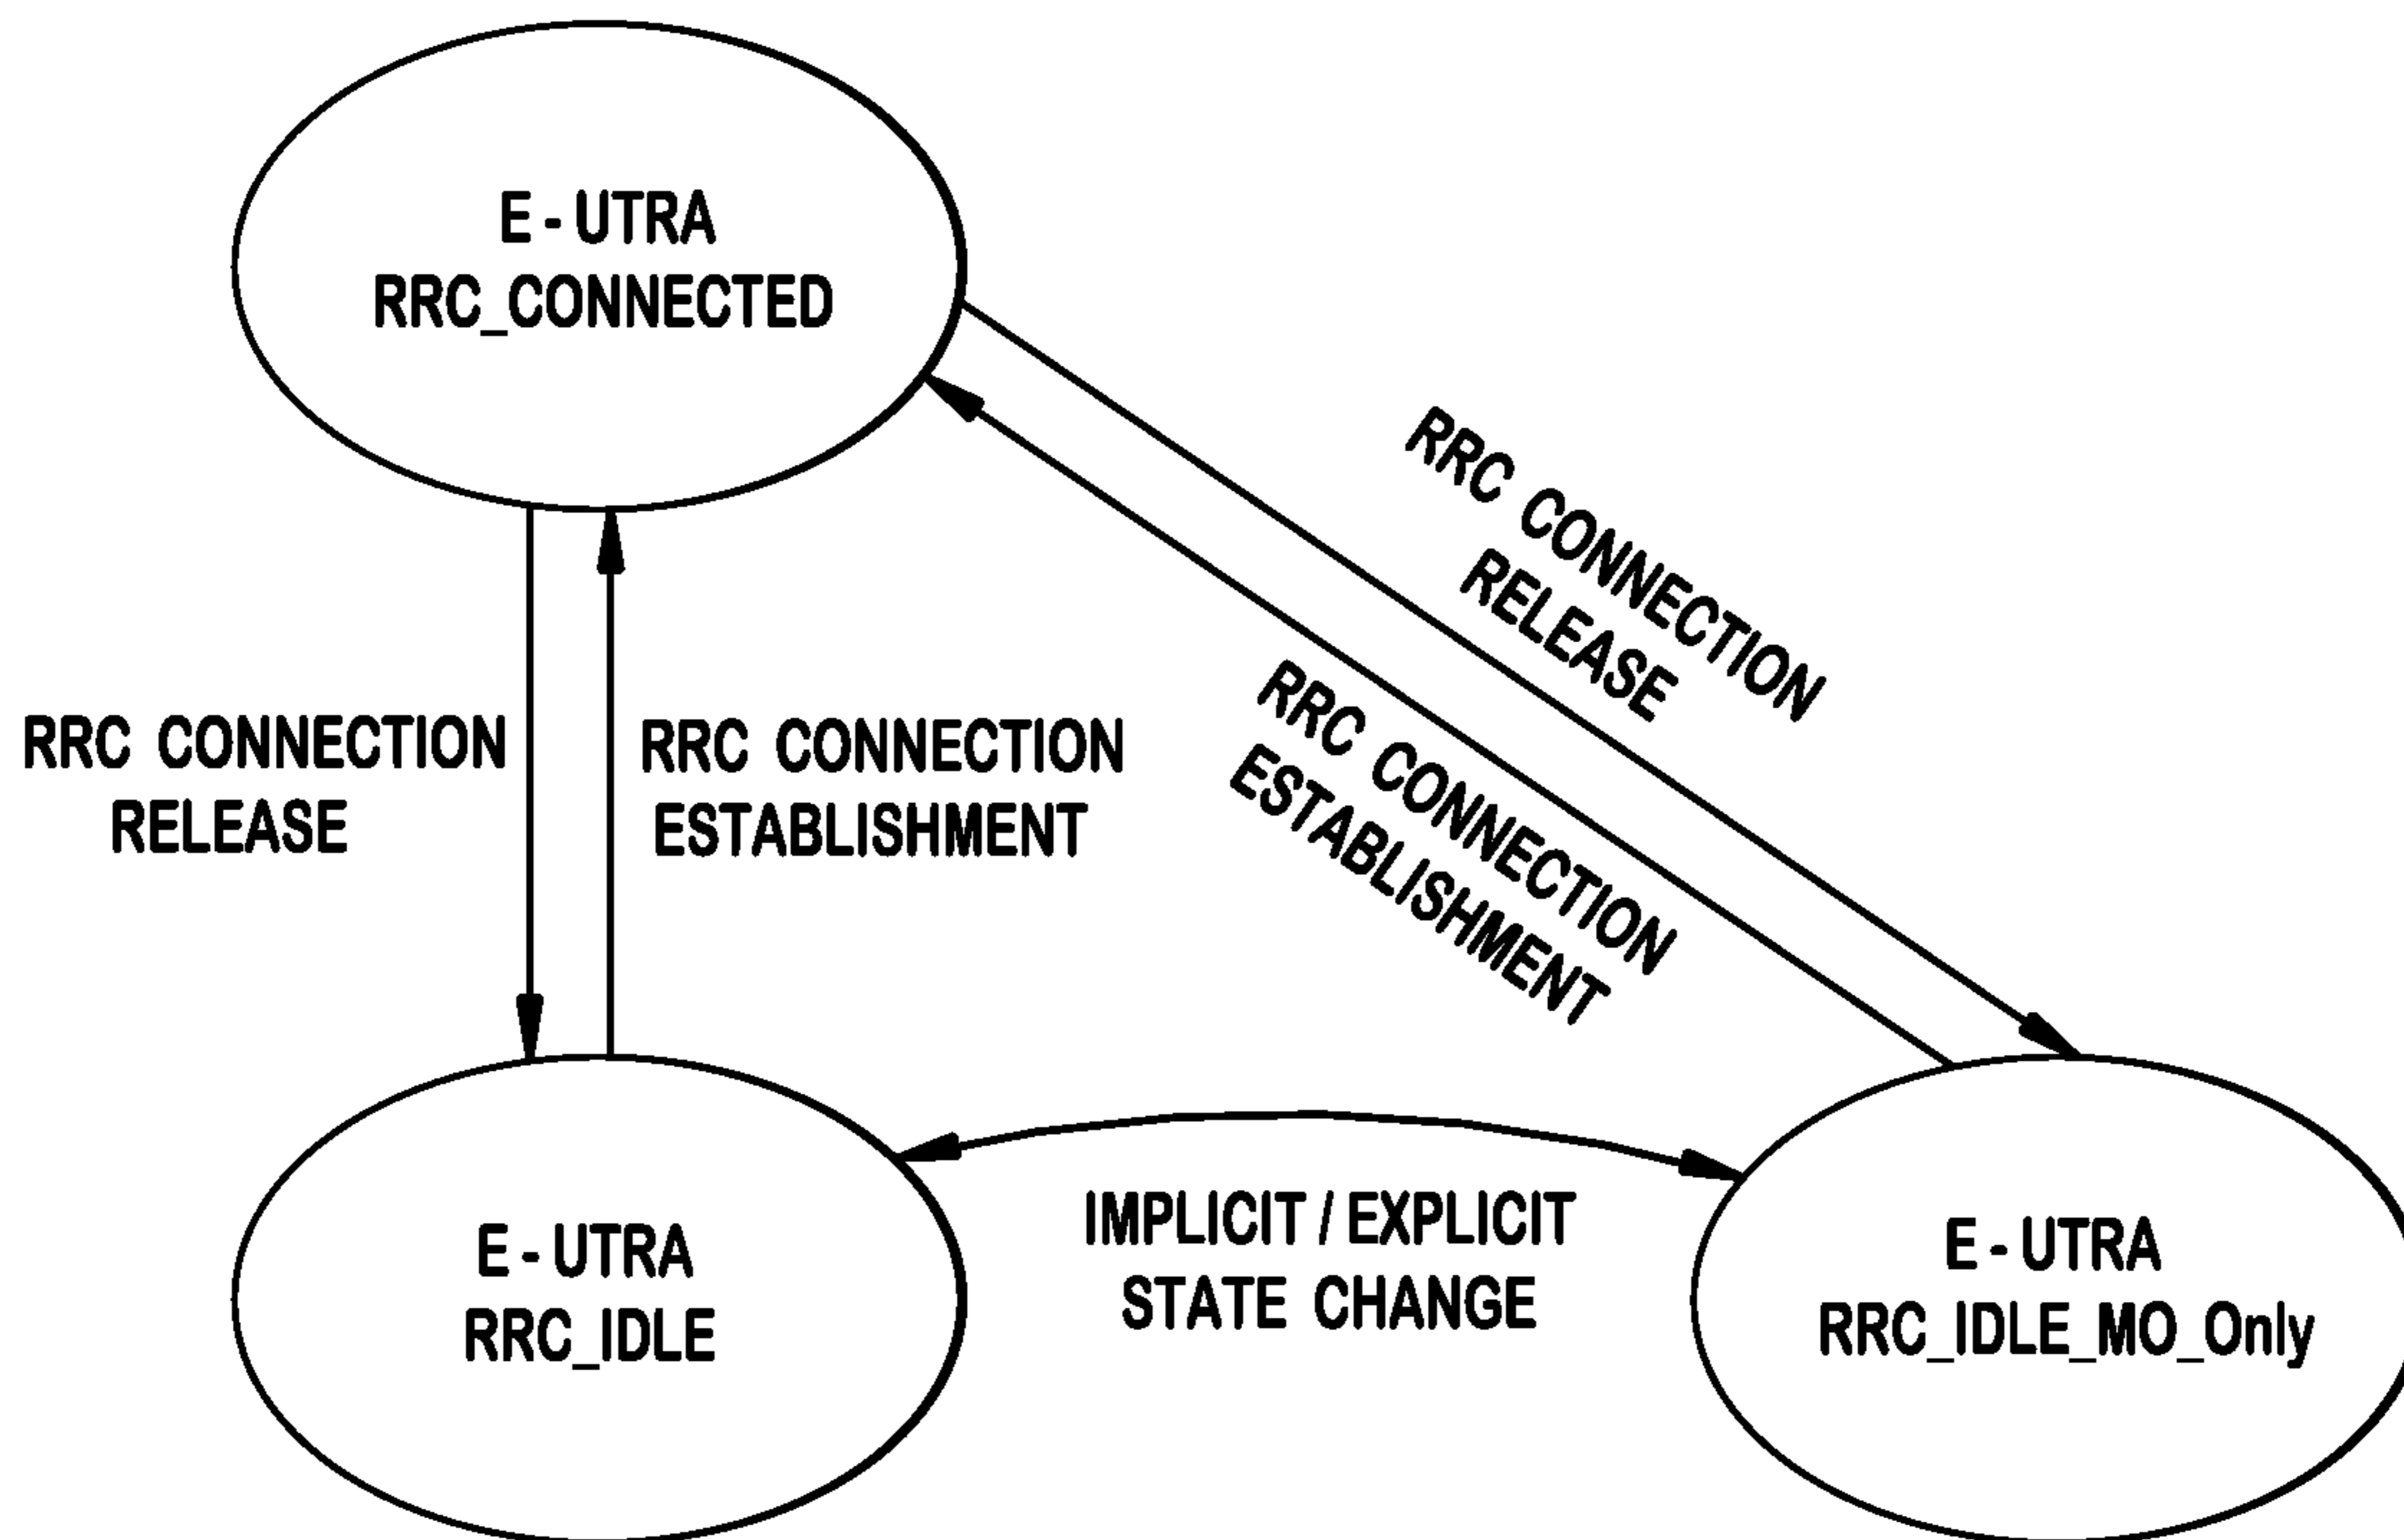 E-UTRA
RRC_CONNECTED
RRC CONNECTION
RELEASE
RRC CONNECTION
ESTABLISHMENT
RRC CONNECTION
RELEASE
RRC CONNECTION
ESTABLISHMENT
E-UTRA
RRC_IDLE
IMPLICIT/EXPLICIT
STATE CHANGE
E-UTRA
RRC_IDLE_MO_Only